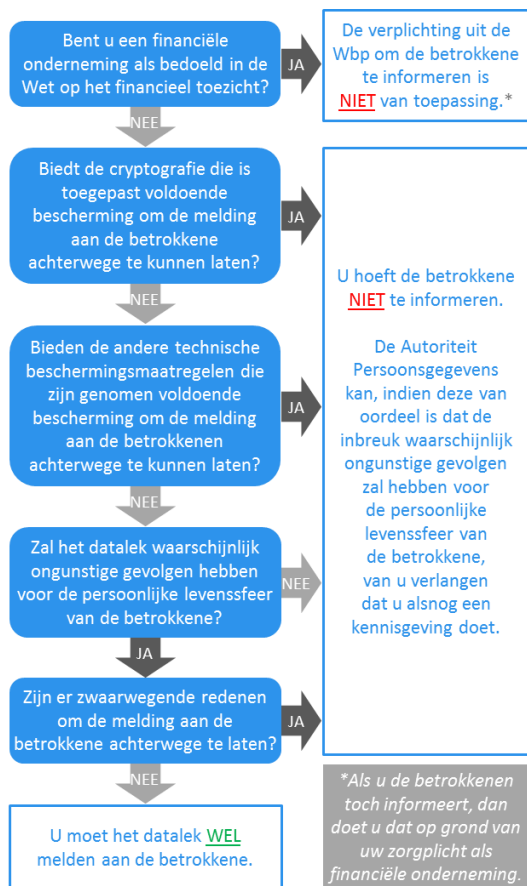 Bent u een financiële
onderneming als bedoeld in de
Wet op het financieel toezicht?
JA
De verplichting uit de
Wbp om de betrokkene
te informeren is
NIET van toepassing.*
NEE
Biedt de cryptografie die is
toegepast voldoende
bescherming om de melding
aan de betrokkene
achterwege te kunnen laten?
JA
NEE
Bieden de andere technische
beschermingsmaatregelen die
zijn genomen voldoende
bescherming om de melding
aan de betrokkenen
achterwege te kunnen laten?
JA
NEE
Zal het datalek waarschijnlijk
ongunstige gevolgen hebben
voor de persoonlijke levenssfeer
van de betrokkene?
NEE
JA
Zijn er zwaarwegende redenen
om de melding aan de
betrokkene achterwege te laten?
JA
U hoeft de betrokkene
NIET te informeren.
De Autoriteit
Persoonsgegevens
kan, indien deze van
oordeel is dat de
inbreuk waarschijnlijk
ongunstige gevolgen
zal hebben voor
de persoonlijke
levenssfeer van
de betrokkene,
van u verlangen
dat u alsnog een
kennisgeving doet.
NEE
U moet het datalek WEL
melden aan de betrokkene.
*Als u de betrokkenen
toch informeert, dan
doet u dat op grond van
uw zorgplicht als
financiële onderneming.